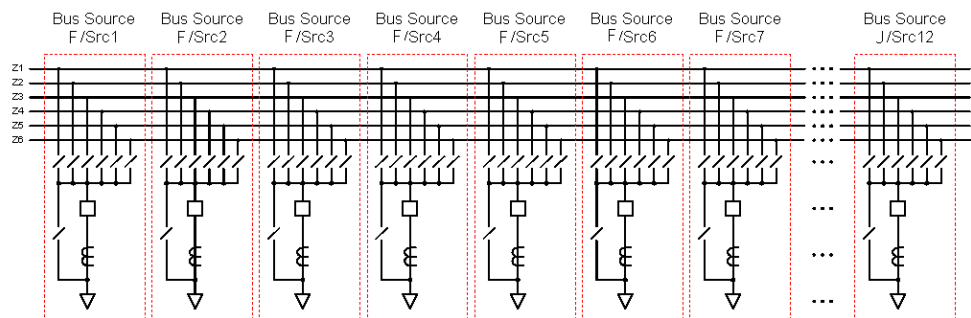 Bus Source
F/Src1
Bus Source
F/Src2
Bus Source
F/Src3
Bus Source
F/Src4
Bus Source
F/Src5
Bus Source
F/Src6
Bus Source
F/Src7
Bus Source
J/Src12
Z1
Z2
Z3
Z4
Z5
Z6